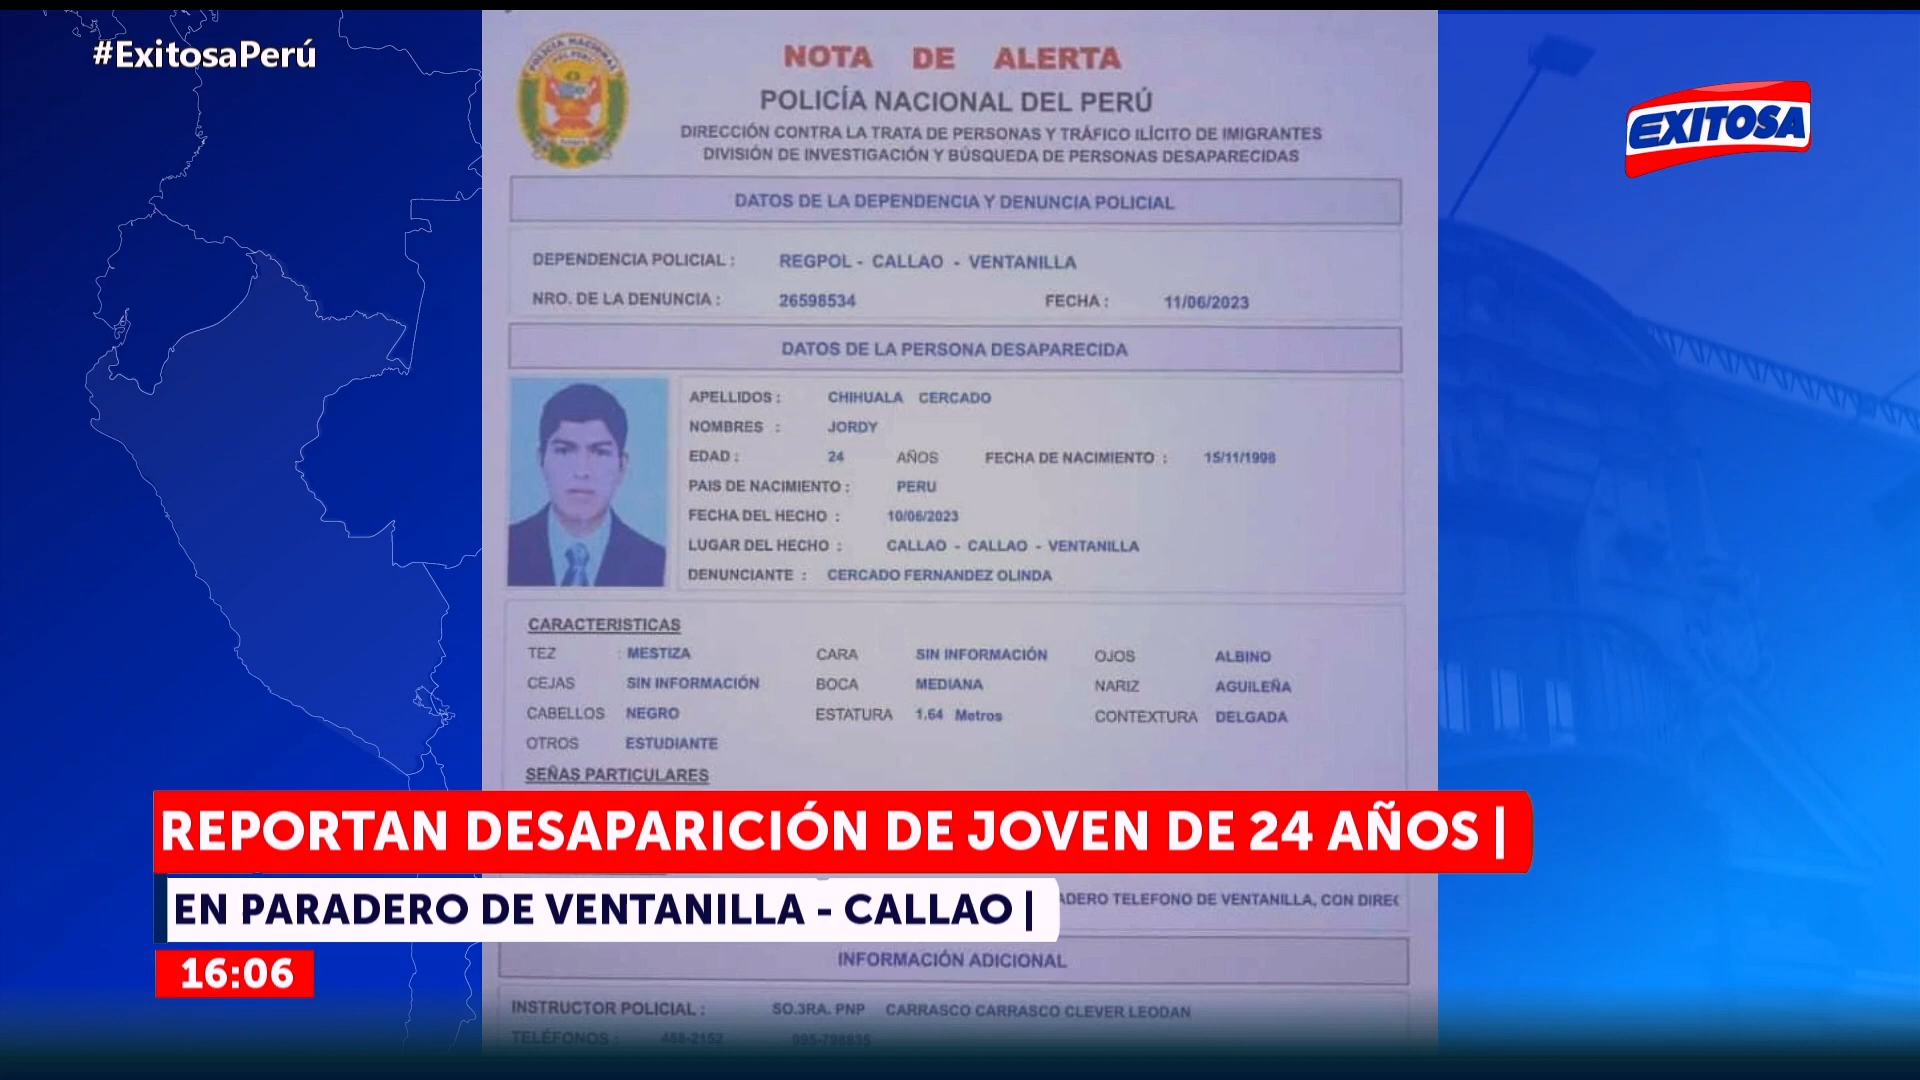 #ExitosaPerú
EXITOSA
POLICÍA NACIONAL
NOTA DE ALERTA
POLICÍA NACIONAL DEL PERÚ
DIRECCIÓN CONTRA LA TRATA DE PERSONAS Y TRÁFICO ILÍCITO DE IMIGRANTES
DIVISIÓN DE INVESTIGACIÓN Y BÚSQUEDA DE PERSONAS DESAPARECIDAS
DATOS DE LA DEPENDENCIA Y DENUNCIA POLICIAL
DEPENDENCIA POLICIAL : REGPOL - CALLAO - VENTANILLA
NRO. DE LA DENUNCIA : 26598534 FECHA : 11/06/2023
DATOS DE LA PERSONA DESAPARECIDA
APELLIDOS : CHIHUALA CERCADO
NOMBRES : JORDY
EDAD : 24 AÑOS FECHA DE NACIMIENTO : 15/11/1998
PAIS DE NACIMIENTO : PERU
FECHA DEL HECHO : 10/06/2023
LUGAR DEL HECHO : CALLAO - CALLAO - VENTANILLA
DENUNCIANTE : CERCADO FERNANDEZ OLINDA
CARACTERISTICAS
TEZ : MESTIZA CARA SIN INFORMACIÓN OJOS ALBINO
CEJAS SIN INFORMACIÓN BOCA MEDIANA NARIZ AGUILEÑA
CABELLOS NEGRO ESTATURA 1.64 Metros CONTEXTURA DELGADA
OTROS ESTUDIANTE
SEÑAS PARTICULARES
REPORTAN DESAPARICIÓN DE JOVEN DE 24 AÑOS |
EN PARADERO DE VENTANILLA - CALLAO |
TELEFONO DE VENTANILLA, CON
16:06
INFORMACIÓN ADICIONAL
INSTRUCTOR POLICIAL : SO.3RA. PNP CARRASCO CARRASCO CLEVER LEODAN
TELÉFONOS :